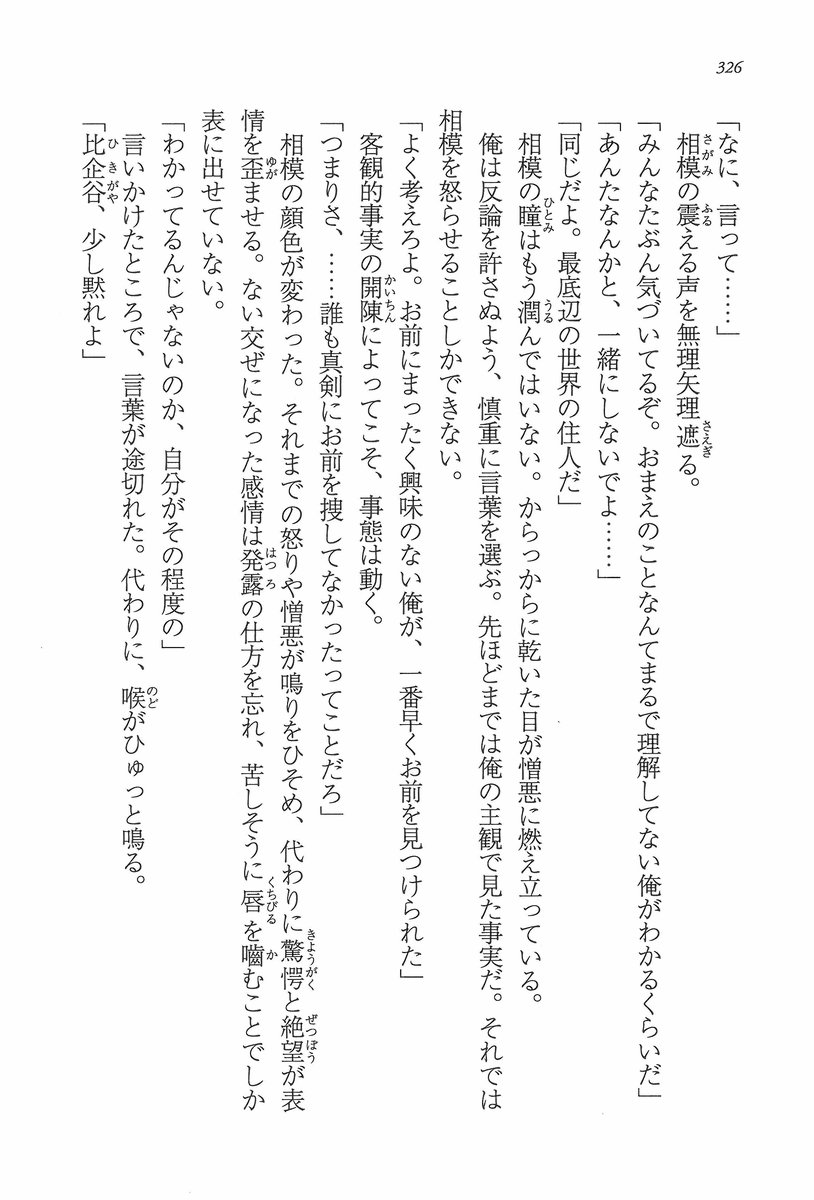 326
「なに、言って……」
相模の震える声を無理矢理遮る。
「みんなたぶん気づいてるぞ。おまえのことなんてまるで理解してない俺がわかるくらいだ」
「あんたなんかと、一緒にしないでよ……」
「同じだよ。最底辺の世界の住人だ」
相模の瞳はもう潤んではいない。からっからに乾いた目が憎悪に燃え立っている。
俺は反論を許さぬよう、慎重に言葉を選ぶ。先ほどまでは俺の主観で見た事実だ。それでは
相模を怒らせることしかできない。
「よく考えろよ。お前にまったく興味のない俺が、一番早くお前を見つけられた」
客観的事実の開陳によってこそ、事態は動く。
「つまりさ、……誰も真剣にお前を捜してなかったってことだろ」
相模の顔色が変わった。それまでの怒りや憎悪が鳴りをひそめ、代わりに驚愕と絶望が表
情を歪ませる。ない交ぜになった感情は発露の仕方を忘れ、苦しそうに唇を嚙むことでしか
表に出せていない。
「わかってるんじゃないのか、自分がその程度の」
言いかけたところで、言葉が途切れた。代わりに、喉がひゅっと鳴る。
「比企谷、少し黙れよ」